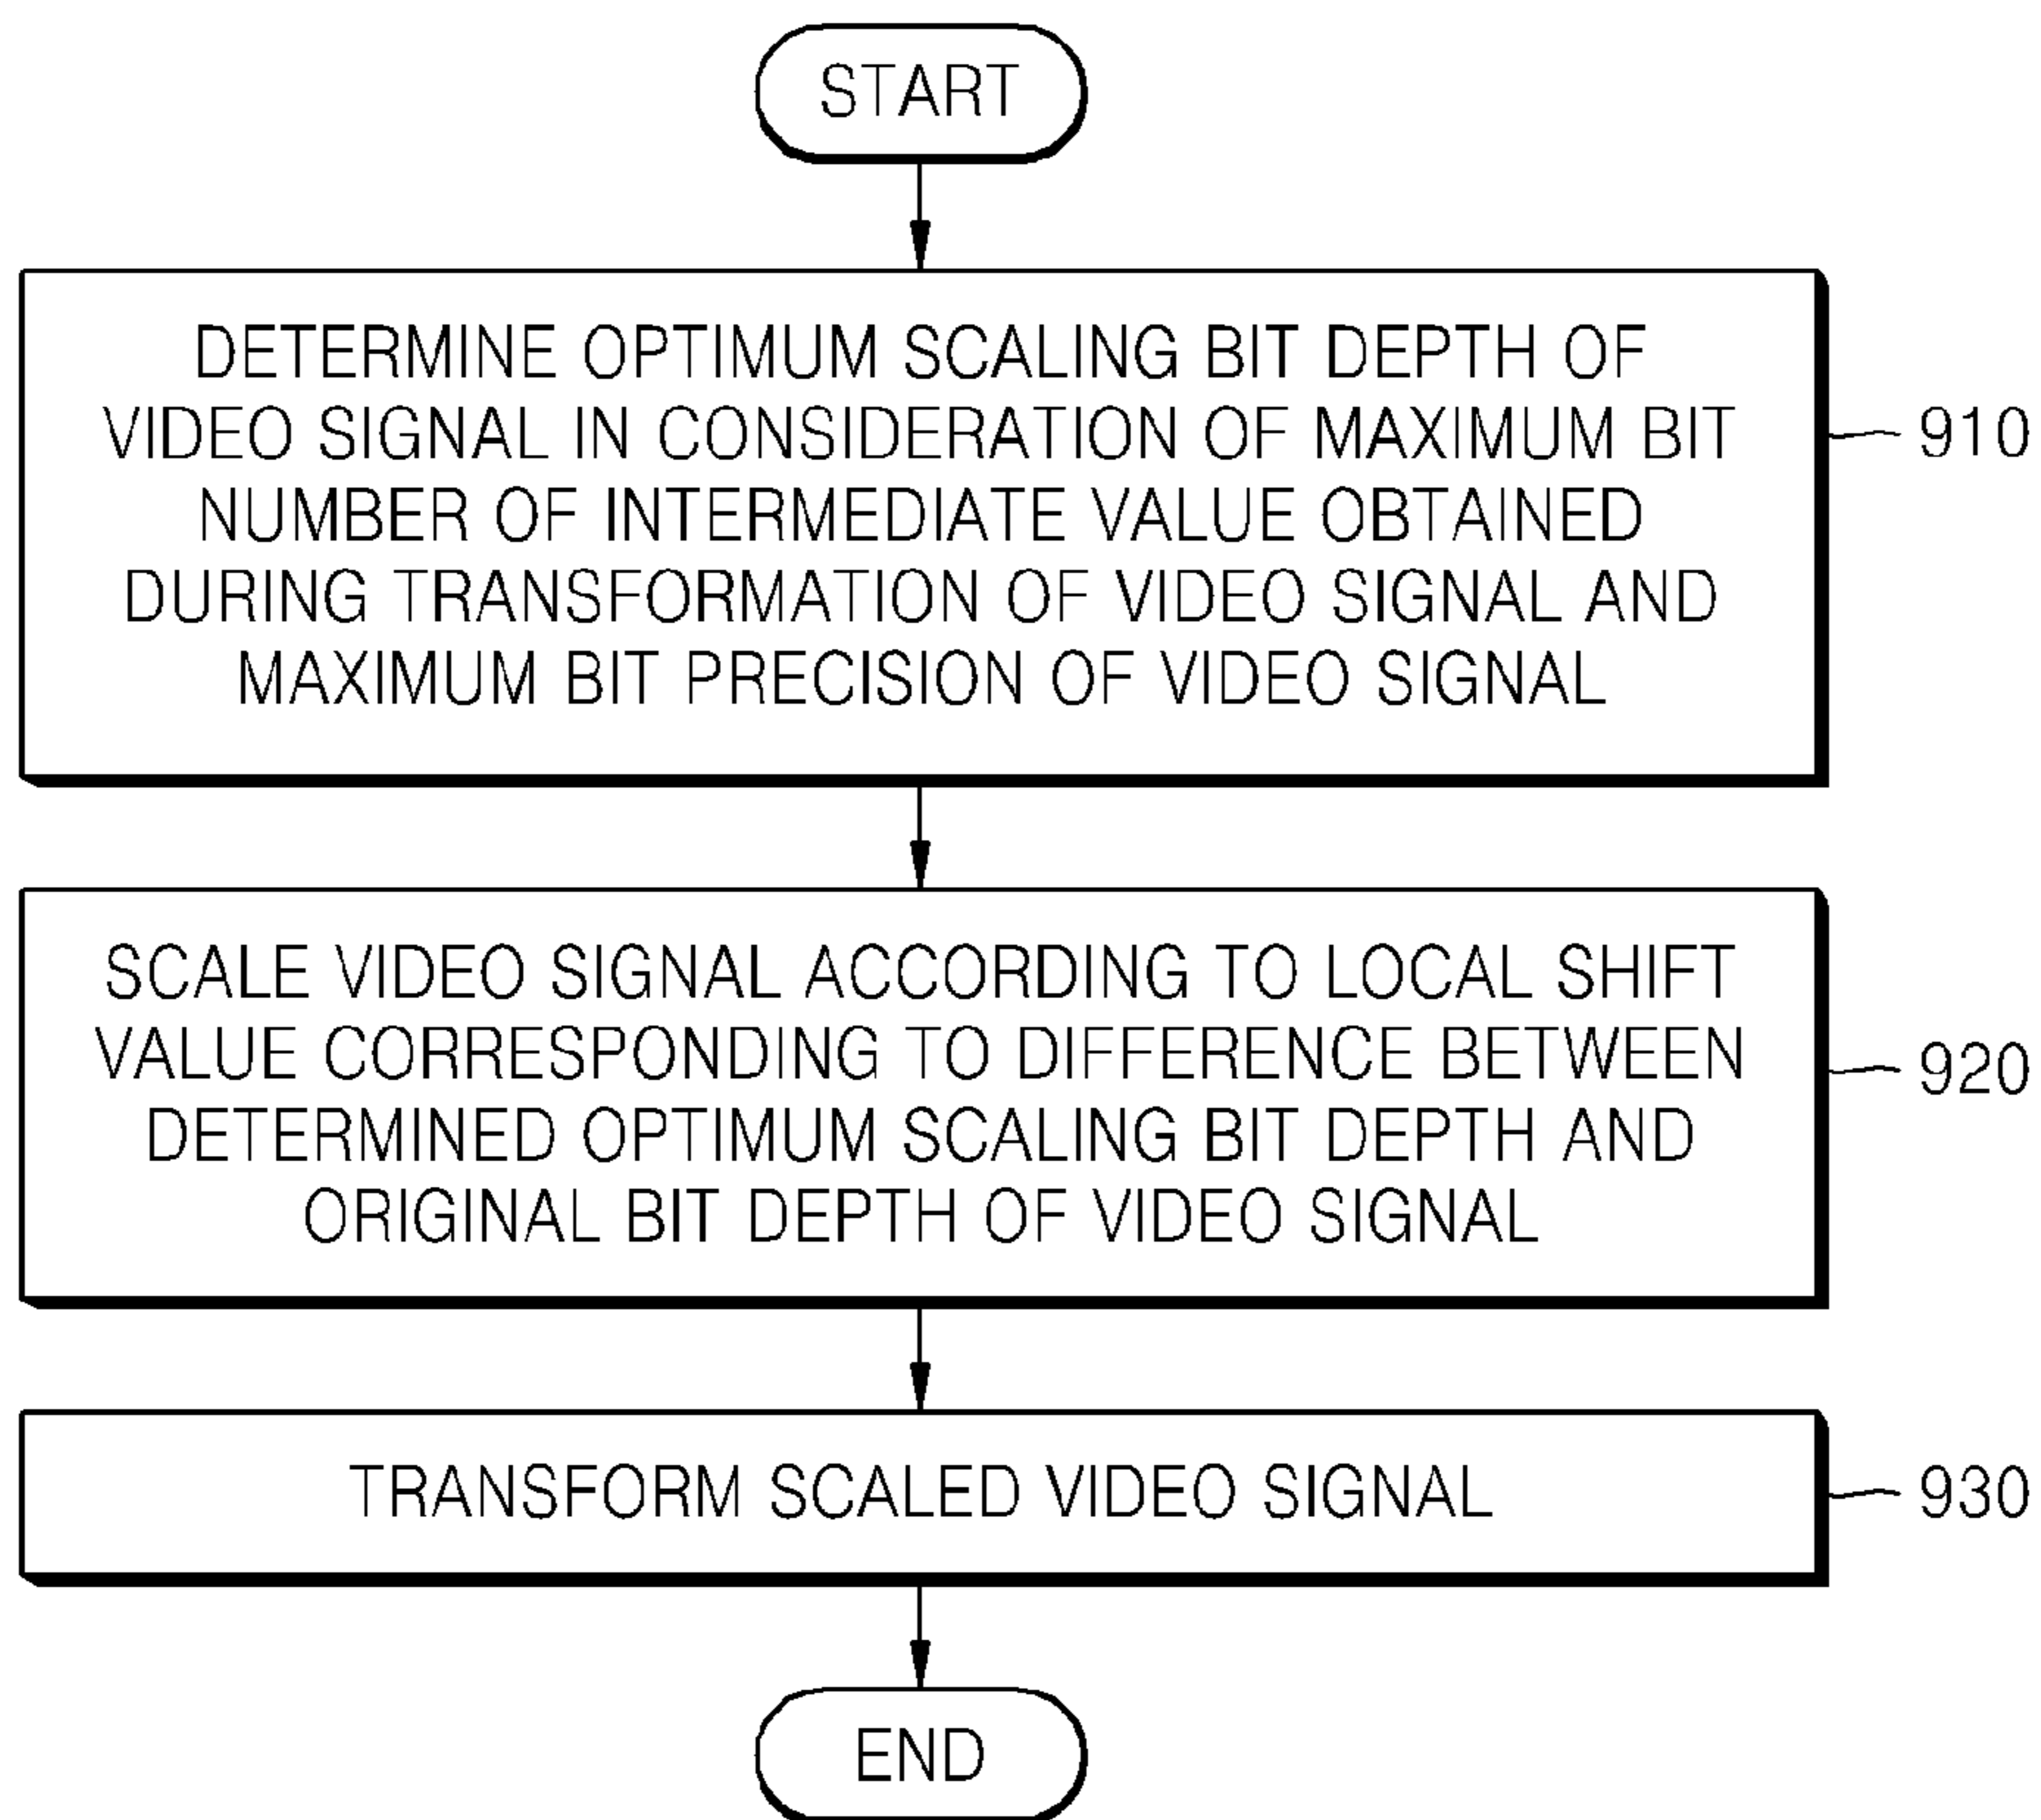 START
DETERMINE OPTIMUM SCALING BIT DEPTH OF
VIDEO SIGNAL IN CONSIDERATION OF MAXIMUM BIT
NUMBER OF INTERMEDIATE VALUE OBTAINED
DURING TRANSFORMATION OF VIDEO SIGNAL AND
MAXIMUM BIT PRECISION OF VIDEO SIGNAL
910
SCALE VIDEO SIGNAL ACCORDING TO LOCAL SHIFT
VALUE CORRESPONDING TO DIFFERENCE BETWEEN
DETERMINED OPTIMUM SCALING BIT DEPTH AND
ORIGINAL BIT DEPTH OF VIDEO SIGNAL
920
TRANSFORM SCALED VIDEO SIGNAL
930
END